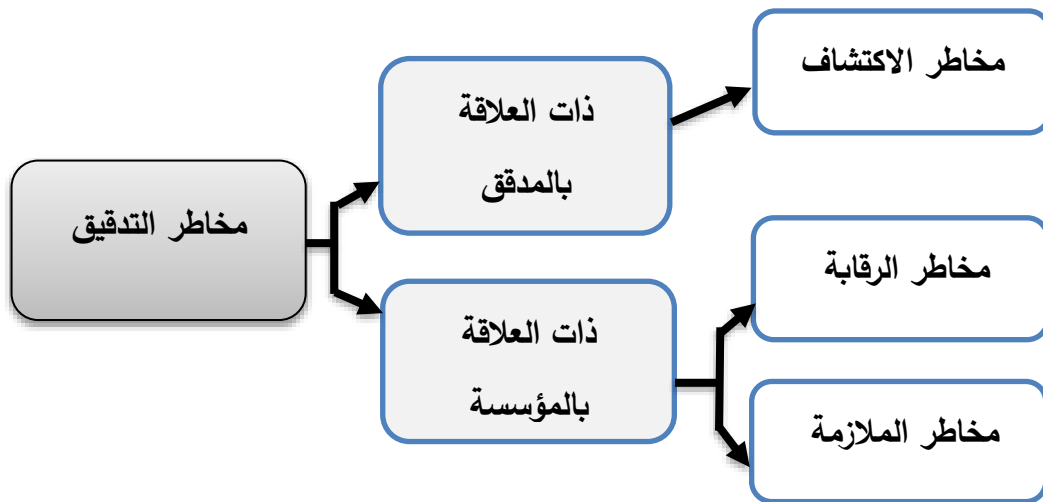 مخاطر التدقيق
ذات العلاقة
بالمدقق
مخاطر الاكتشاف
ذات العلاقة
بالمؤسسة
مخاطر الرقابة
مخاطر الملازمة